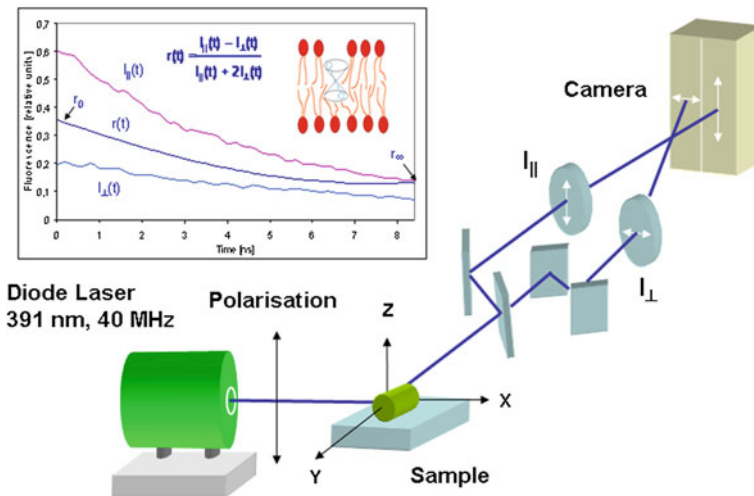 Fluorescence [relative units]
0,7
0,6
0,5
0,4
0,3
0,2
0,1
0
I||(t)
r₀
r(t)
I⊥(t)
r∞
r(t) = (I||(t) – I⊥(t)) / (I||(t) + 2I⊥(t))
0 1 2 3 4 5 6 7 8
Time [ns]
Camera
I||
I⊥
Diode Laser
391 nm, 40 MHz
Polarisation
Z
X
Y
Sample